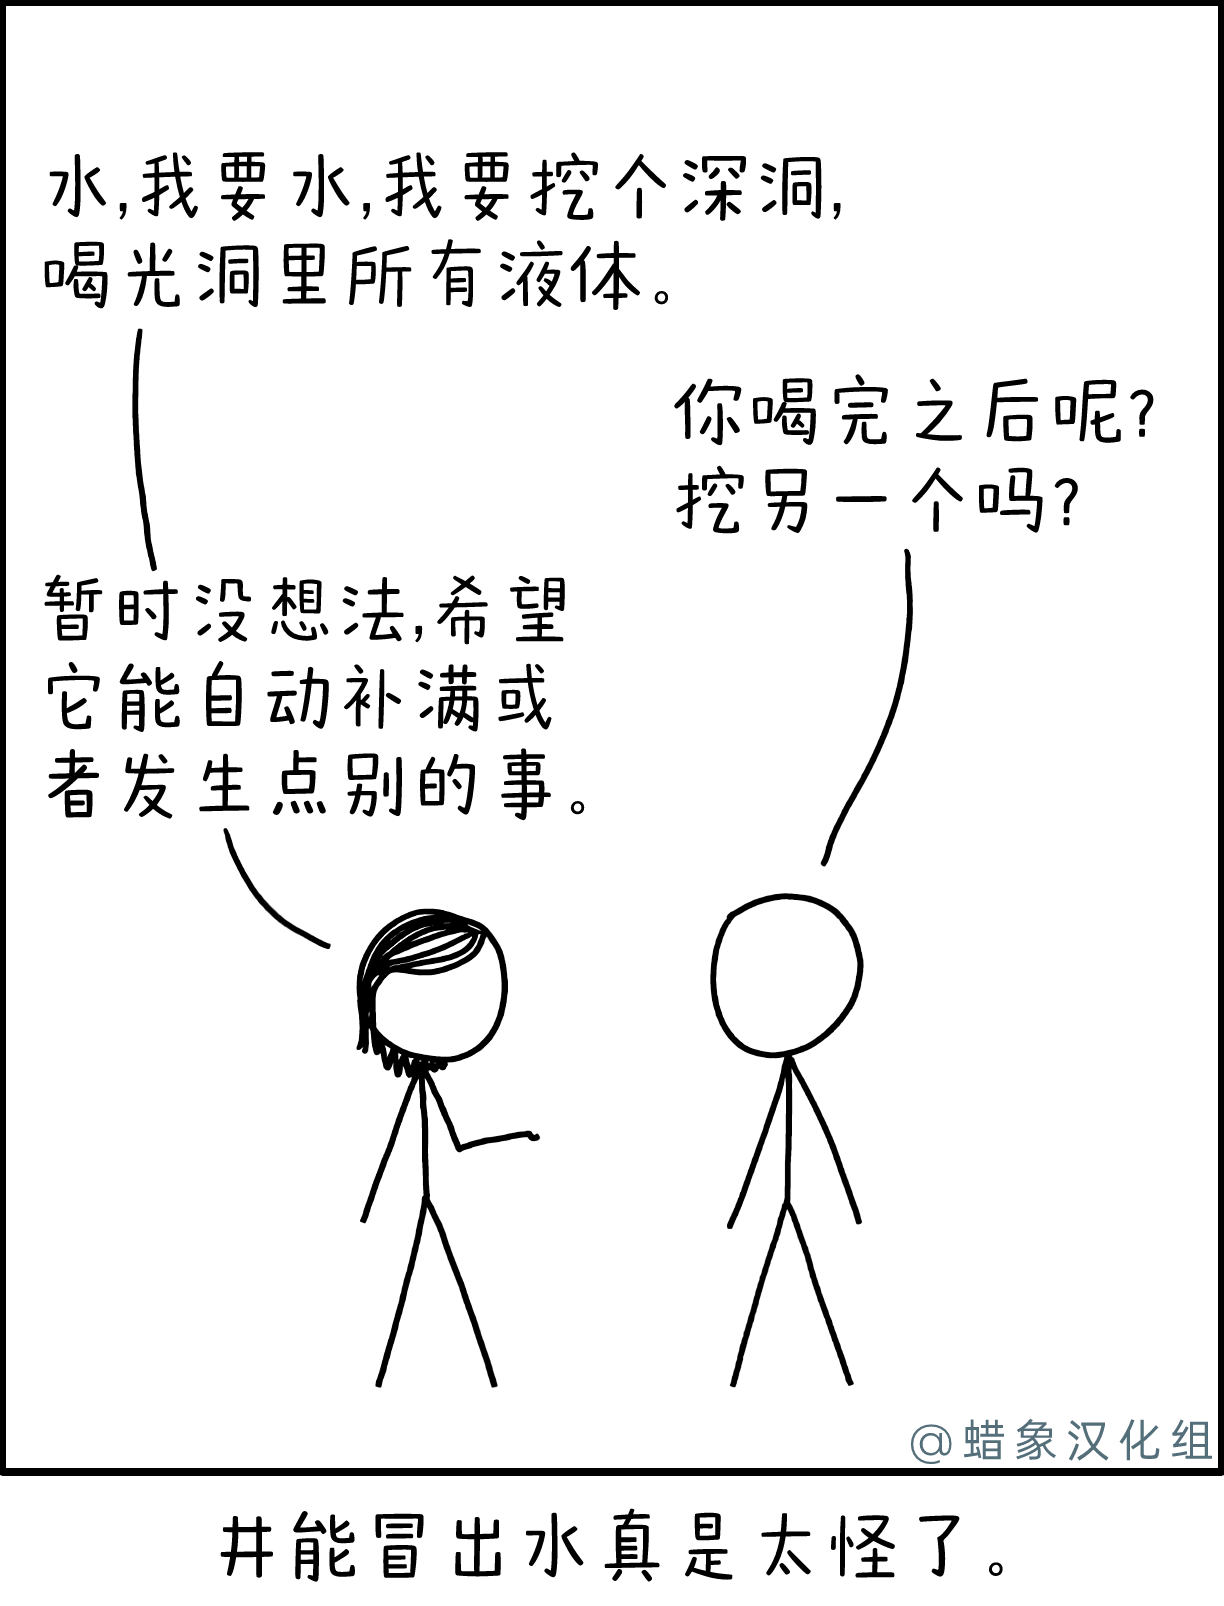 水,我要水,我要挖个深洞,
喝光洞里所有液体。
你喝完之后呢?
挖另一个吗?
暂时没想法,希望
它能自动补满或
者发生点别的事。
@蜡象汉化组
井能冒出水真是太怪了。